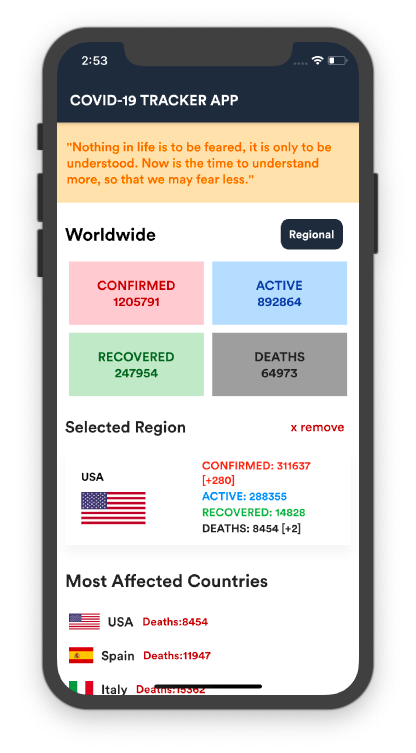 2:53
COVID-19 TRACKER APP
"Nothing in life is to be feared, it is only to be
understood. Now is the time to understand
more, so that we may fear less."
Worldwide
Regional
CONFIRMED
1205791
ACTIVE
892864
RECOVERED
247954
DEATHS
64973
Selected Region
x remove
USA
CONFIRMED: 311637
[+280]
ACTIVE: 288355
RECOVERED: 14828
DEATHS: 8454 [+2]
Most Affected Countries
USA Deaths:8454
Spain Deaths:11947
Italy Deaths:15362